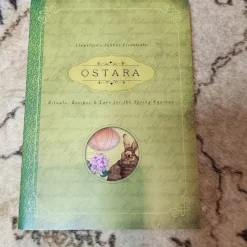 Llewellyn's Sabbat Essentials
OSTARA
Rituals, Recipes & Lore for the Spring Equinox